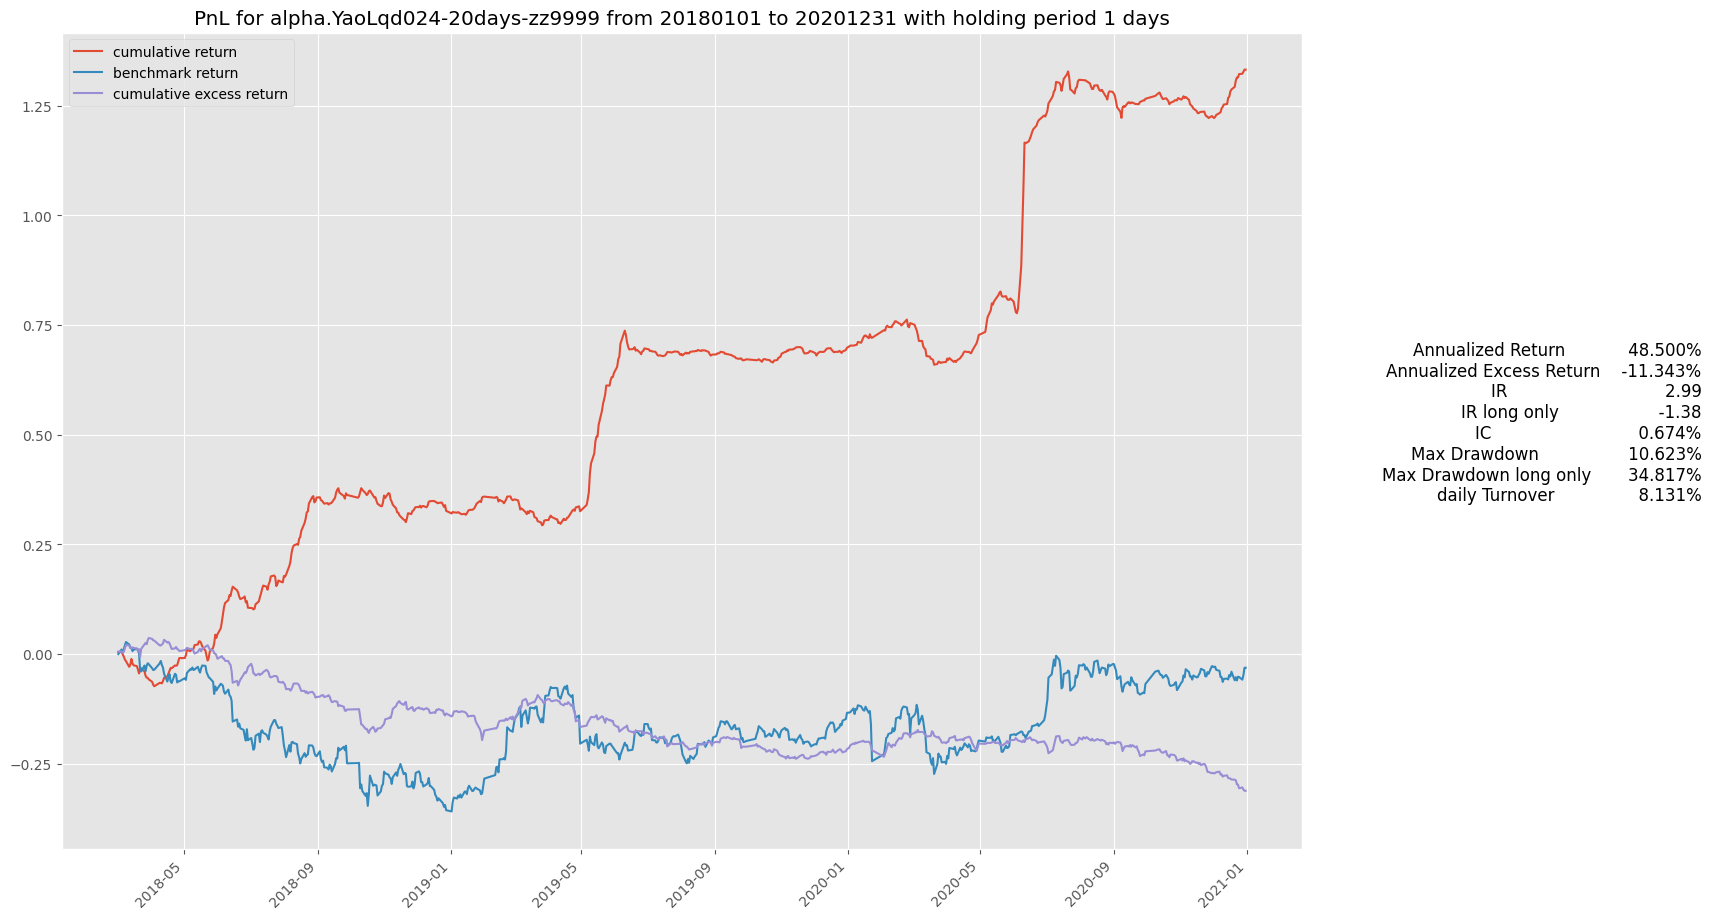 PnL for alpha.YaoLqd024-20days-zz9999 from 20180101 to 20201231 with holding period 1 days
cumulative return
benchmark return
cumulative excess return
1.25
1.00
0.75
0.50
0.25
0.00
−0.25
2018-05
2018-09
2019-01
2019-05
2019-09
2020-01
2020-05
2020-09
2021-01
Annualized Return 48.500%
Annualized Excess Return -11.343%
IR 2.99
IR long only -1.38
IC 0.674%
Max Drawdown 10.623%
Max Drawdown long only 34.817%
daily Turnover 8.131%